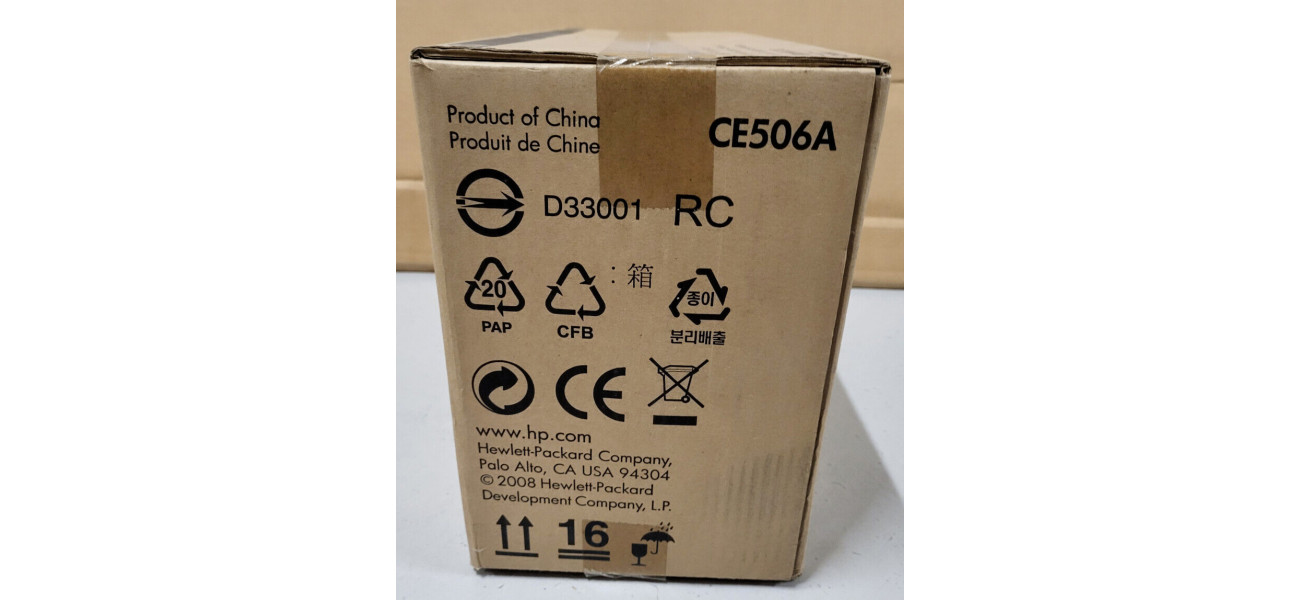 Product of China
Produit de Chine
CE506A
D33001 RC
20
PAP
CFB
：箱
종이
분리배출
CE
www.hp.com
Hewlett-Packard Company,
Palo Alto, CA USA 94304
© 2008 Hewlett-Packard
Development Company, L.P.
16